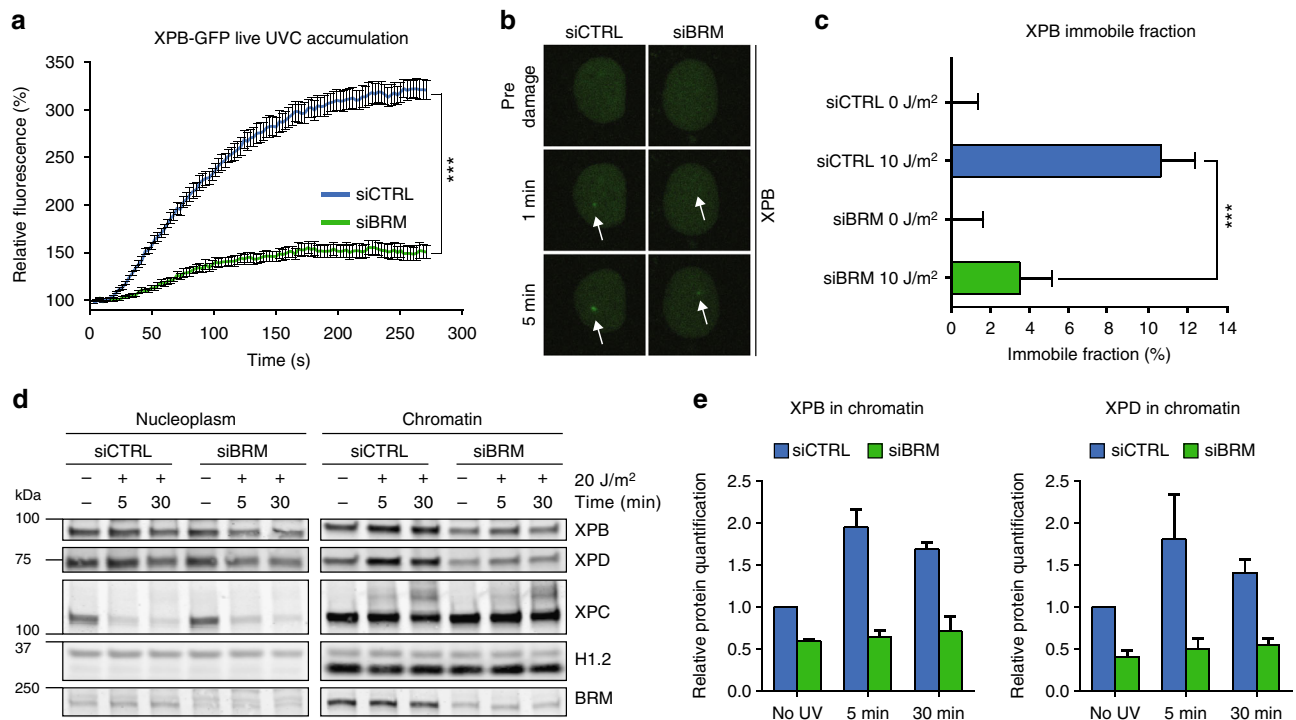 a
XPB-GFP live UVC accumulation
Relative fluorescence (%)
350
300
250
200
150
100
0 50 100 150 200 250 300
Time (s)
siCTRL
siBRM
***
b
siCTRL siBRM
Pre damage
1 min
5 min
XPB
c
XPB immobile fraction
siCTRL 0 J/m²
siCTRL 10 J/m²
siBRM 0 J/m²
siBRM 10 J/m²
***
0 2 4 6 8 10 12 14
Immobile fraction (%)
d
Nucleoplasm Chromatin
siCTRL siBRM siCTRL siBRM
– + + – + + – + + – + + 20 J/m²
kDa – 5 30 – 5 30 – 5 30 – 5 30 Time (min)
100 XPB
75 XPD
XPC
100
37 H1.2
250 BRM
e
XPB in chromatin
siCTRL siBRM
Relative protein quantification
2.5
2.0
1.5
1.0
0.5
0.0
No UV 5 min 30 min
XPD in chromatin
siCTRL siBRM
Relative protein quantification
2.5
2.0
1.5
1.0
0.5
0.0
No UV 5 min 30 min